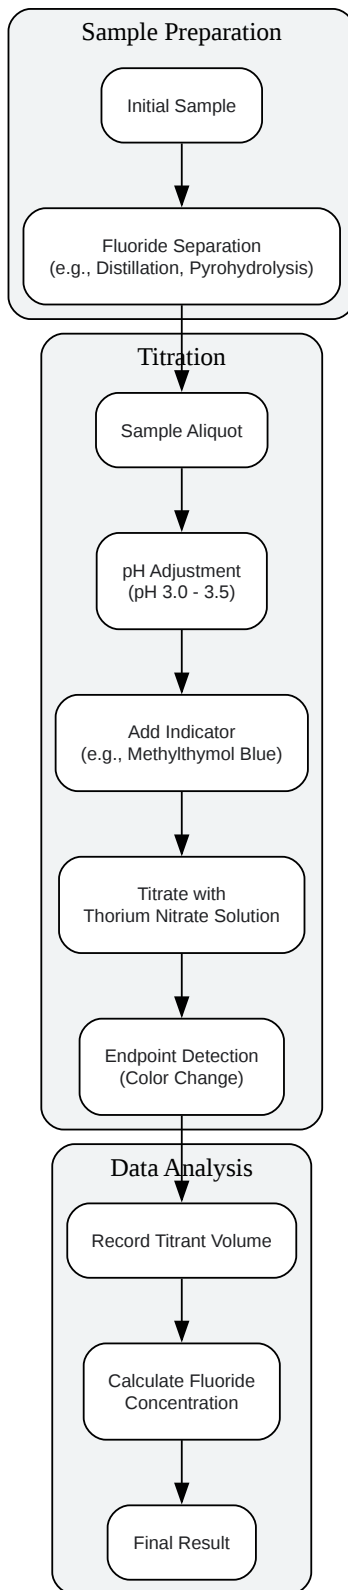 Sample Preparation
Initial Sample
Fluoride Separation
(e.g., Distillation, Pyrohydrolysis)
Titration
Sample Aliquot
pH Adjustment
(pH 3.0 - 3.5)
Add Indicator
(e.g., Methylthymol Blue)
Titrate with
Thorium Nitrate Solution
Endpoint Detection
(Color Change)
Data Analysis
Record Titrant Volume
Calculate Fluoride
Concentration
Final Result